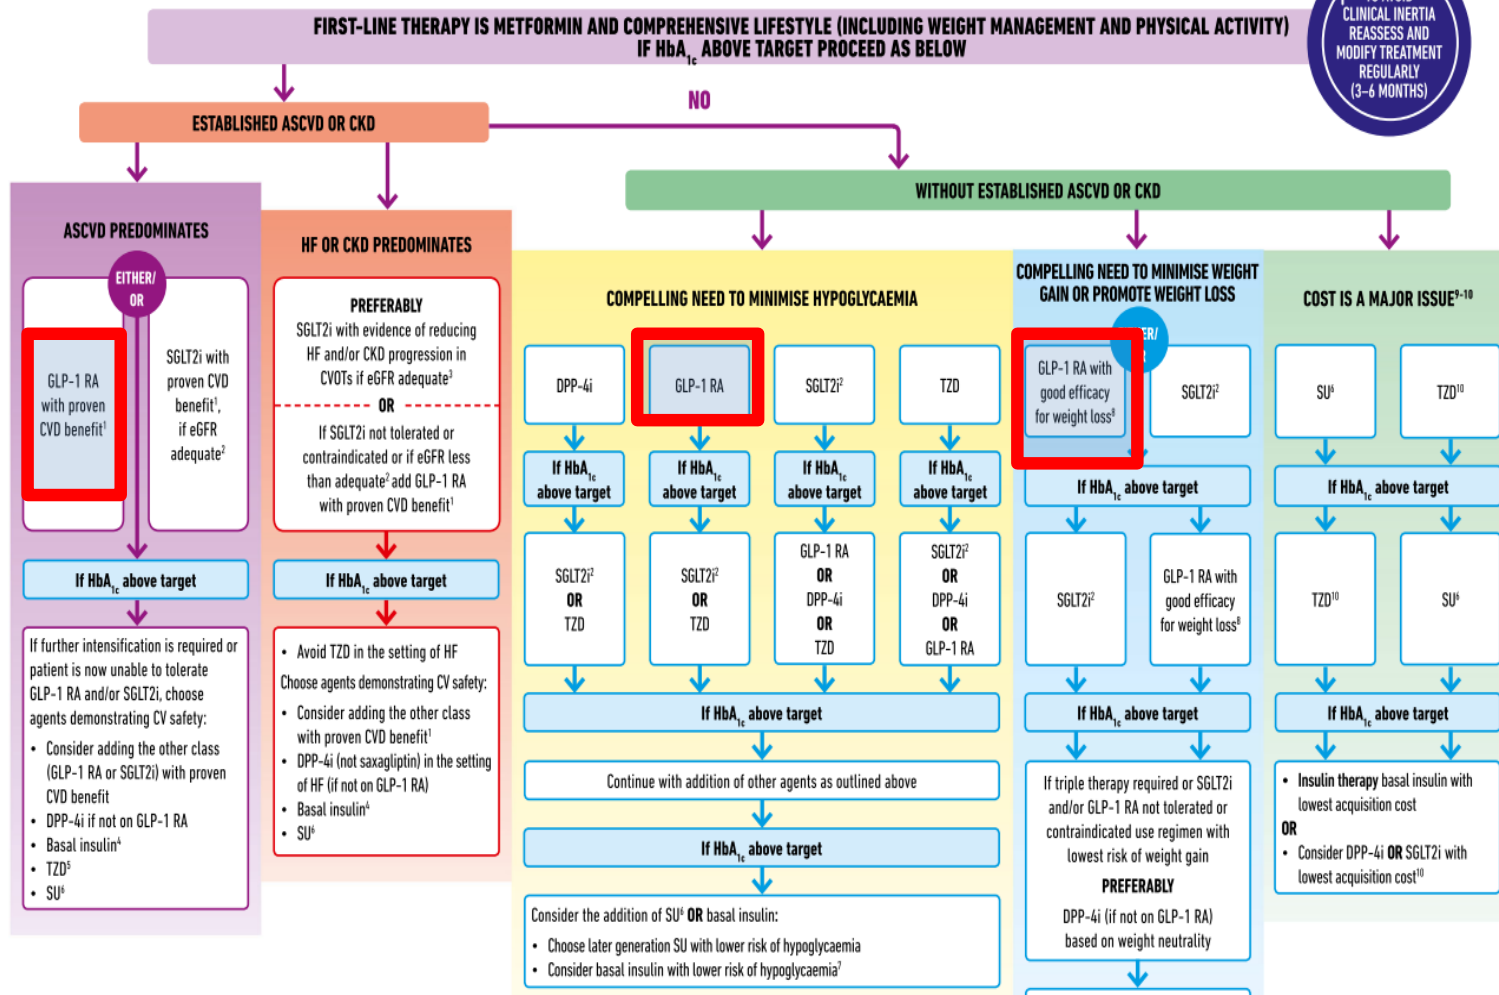 FIRST-LINE THERAPY IS METFORMIN AND COMPREHENSIVE LIFESTYLE (INCLUDING WEIGHT MANAGEMENT AND PHYSICAL ACTIVITY)
IF HbA1c ABOVE TARGET PROCEED AS BELOW
CLINICAL INERTIA
REASSESS AND
MODIFY TREATMENT
REGULARLY
(3–6 MONTHS)
NO
ESTABLISHED ASCVD OR CKD
WITHOUT ESTABLISHED ASCVD OR CKD
ASCVD PREDOMINATES
EITHER/
OR
GLP-1 RA
with proven
CVD benefit1
SGLT2i with
proven CVD
benefit1,
if eGFR
adequate2
If HbA1c above target
If further intensification is required or
patient is now unable to tolerate
GLP-1 RA and/or SGLT2i, choose
agents demonstrating CV safety:
• Consider adding the other class
(GLP-1 RA or SGLT2i) with proven
CVD benefit
• DPP-4i if not on GLP-1 RA
• Basal insulin4
• TZD5
• SU6
HF OR CKD PREDOMINATES
PREFERABLY
SGLT2i with evidence of reducing
HF and/or CKD progression in
CVOTs if eGFR adequate3
OR
If SGLT2i not tolerated or
contraindicated or if eGFR less
than adequate2 add GLP-1 RA
with proven CVD benefit1
If HbA1c above target
• Avoid TZD in the setting of HF
Choose agents demonstrating CV safety:
• Consider adding the other class
with proven CVD benefit1
• DPP-4i (not saxagliptin) in the setting
of HF (if not on GLP-1 RA)
• Basal insulin4
• SU6
COMPELLING NEED TO MINIMISE HYPOGLYCAEMIA
DPP-4i
GLP-1 RA
SGLT2i2
TZD
If HbA1c
above target
If HbA1c
above target
If HbA1c
above target
If HbA1c
above target
SGLT2i2
OR
TZD
SGLT2i2
OR
TZD
GLP-1 RA
OR
DPP-4i
OR
TZD
SGLT2i2
OR
DPP-4i
OR
GLP-1 RA
If HbA1c above target
Continue with addition of other agents as outlined above
If HbA1c above target
Consider the addition of SU6 OR basal insulin:
• Choose later generation SU with lower risk of hypoglycaemia
• Consider basal insulin with lower risk of hypoglycaemia7
COMPELLING NEED TO MINIMISE WEIGHT
GAIN OR PROMOTE WEIGHT LOSS
GLP-1 RA with
good efficacy
for weight loss8
SGLT2i2
If HbA1c above target
SGLT2i2
GLP-1 RA with
good efficacy
for weight loss8
If HbA1c above target
If triple therapy required or SGLT2i
and/or GLP-1 RA not tolerated or
contraindicated use regimen with
lowest risk of weight gain
PREFERABLY
DPP-4i (if not on GLP-1 RA)
based on weight neutrality
COST IS A MAJOR ISSUE9-10
SU6
TZD10
If HbA1c above target
TZD10
SU6
If HbA1c above target
• Insulin therapy basal insulin with
lowest acquisition cost
OR
• Consider DPP-4i OR SGLT2i with
lowest acquisition cost10